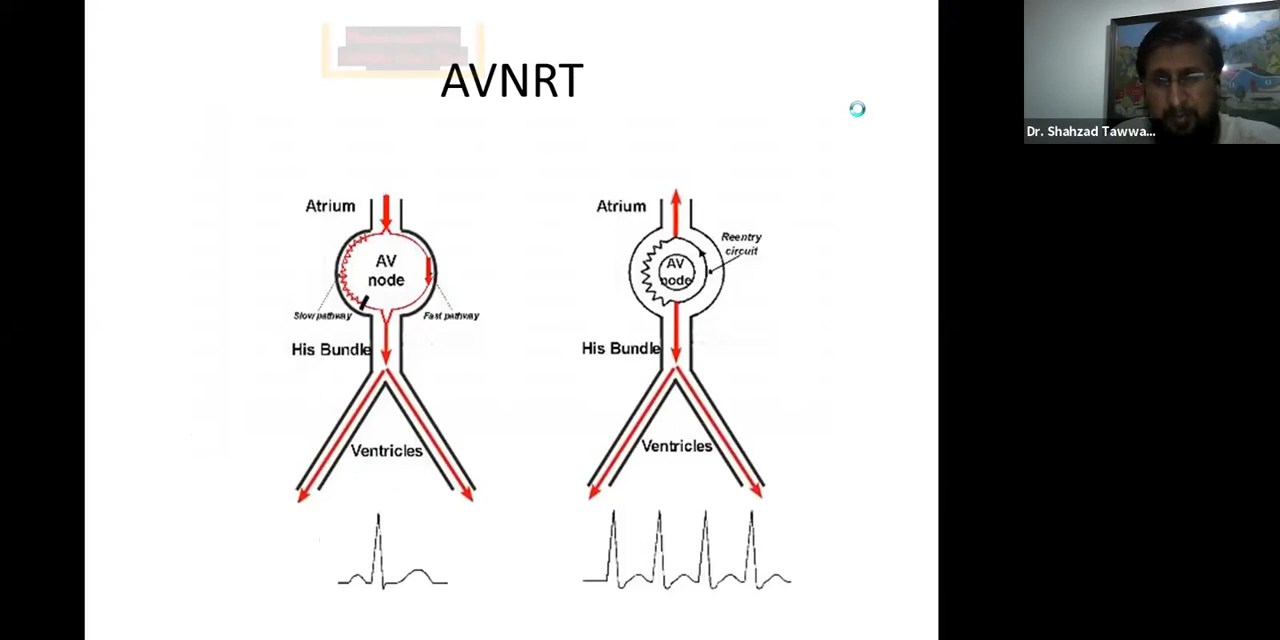 AVNRT
Dr. Shahzad Tawwa...
Atrium
AV
node
Slow pathway
Fast pathway
His Bundle
Ventricles
Atrium
Reentry
circuit
AV
node
His Bundle
Ventricles